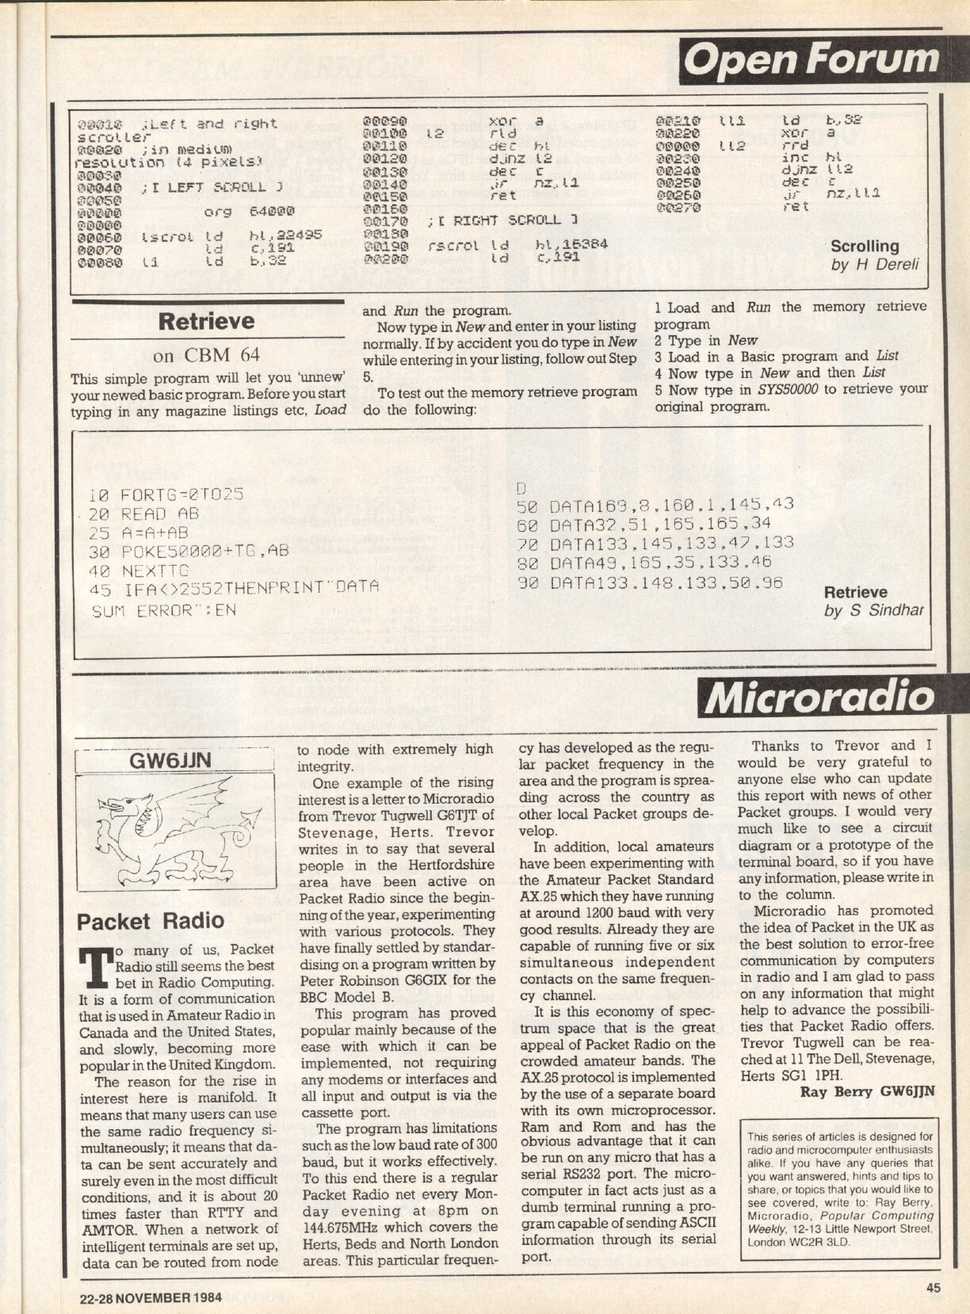 Open Forum
00010 ;Left and right
scroller
00020 ;in medium
resolution (4 pixels)
00030
00040 ;[ LEFT SCROLL ]
00050
00000 org 64000
00000
00060 lscrol ld hl,22495
00070 ld c,191
00080 l1 ld b,32
00090 xor a
00100 l2 rld
00110 dec hl
00120 djnz l2
00130 dec c
00140 jr nz,l1
00150 ret
00160
00170 ;[ RIGHT SCROLL ]
00180
00190 rscrol ld hl,16384
00200 ld c,191
00210 ll1 ld b,32
00220 xor a
00000 ll2 rrd
00230 inc hl
00240 djnz ll2
00250 dec c
00260 jr nz,ll1
00270 ret
Scrolling
by H Dereli
Retrieve
on CBM 64
This simple program will let you 'unnew'
your newed basic program. Before you start
typing in any magazine listings etc, Load
and Run the program.
Now type in New and enter in your listing
normally. If by accident you do type in New
while entering in your listing, follow out Step
5.
To test out the memory retrieve program
do the following:
1 Load and Run the memory retrieve
program
2 Type in New
3 Load in a Basic program and List
4 Now type in New and then List
5 Now type in SYS50000 to retrieve your
original program.
10 FORTG=0TO25
20 READ AB
25 A=A+AB
30 POKE50000+TG,AB
40 NEXTTG
45 IFA<>2552THENPRINT"DATA
SUM ERROR":EN
D
50 DATA169,8,160,1,145,43
60 DATA32,51,165,165,34
70 DATA133,145,133,47,133
80 DATA49,165,35,133,46
90 DATA133,148,133,50,96
Retrieve
by S Sindhar
Microradio
GW6JJN
Packet Radio
To many of us, Packet
Radio still seems the best
bet in Radio Computing.
It is a form of communication
that is used in Amateur Radio in
Canada and the United States,
and slowly, becoming more
popular in the United Kingdom.
The reason for the rise in
interest here is manifold. It
means that many users can use
the same radio frequency si-
multaneously; it means that da-
ta can be sent accurately and
surely even in the most difficult
conditions, and it is about 20
times faster than RTTY and
AMTOR. When a network of
intelligent terminals are set up,
data can be routed from node
to node with extremely high
integrity.
One example of the rising
interest is a letter to Microradio
from Trevor Tugwell G6TJT of
Stevenage, Herts. Trevor
writes in to say that several
people in the Hertfordshire
area have been active on
Packet Radio since the begin-
ning of the year, experimenting
with various protocols. They
have finally settled by standar-
dising on a program written by
Peter Robinson G6GIX for the
BBC Model B.
This program has proved
popular mainly because of the
ease with which it can be
implemented, not requiring
any modems or interfaces and
all input and output is via the
cassette port.
The program has limitations
such as the low baud rate of 300
baud, but it works effectively.
To this end there is a regular
Packet Radio net every Mon-
day evening at 8pm on
144.675MHz which covers the
Herts, Beds and North London
areas. This particular frequen-
cy has developed as the regu-
lar packet frequency in the
area and the program is sprea-
ding across the country as
other local Packet groups de-
velop.
In addition, local amateurs
have been experimenting with
the Amateur Packet Standard
AX.25 which they have running
at around 1200 baud with very
good results. Already they are
capable of running five or six
simultaneous independent
contacts on the same frequen-
cy channel.
It is this economy of spec-
trum space that is the great
appeal of Packet Radio on the
crowded amateur bands. The
AX.25 protocol is implemented
by the use of a separate board
with its own microprocessor.
Ram and Rom and has the
obvious advantage that it can
be run on any micro that has a
serial RS232 port. The micro-
computer in fact acts just as a
dumb terminal running a pro-
gram capable of sending ASCII
information through its serial
port.
Thanks to Trevor and I
would be very grateful to
anyone else who can update
this report with news of other
Packet groups. I would very
much like to see a circuit
diagram or a prototype of the
terminal board, so if you have
any information, please write in
to the column.
Microradio has promoted
the idea of Packet in the UK as
the best solution to error-free
communication by computers
in radio and I am glad to pass
on any information that might
help to advance the possibili-
ties that Packet Radio offers.
Trevor Tugwell can be rea-
ched at 11 The Dell, Stevenage,
Herts SG1 1PH.
Ray Berry GW6JJN
This series of articles is designed for
radio and microcomputer enthusiasts
alike. If you have any queries that
you want answered, hints and tips to
share, or topics that you would like to
see covered, write to: Ray Berry,
Microradio, Popular Computing
Weekly, 12-13 Little Newport Street,
London WC2R 3LD.
22-28 NOVEMBER 1984
45